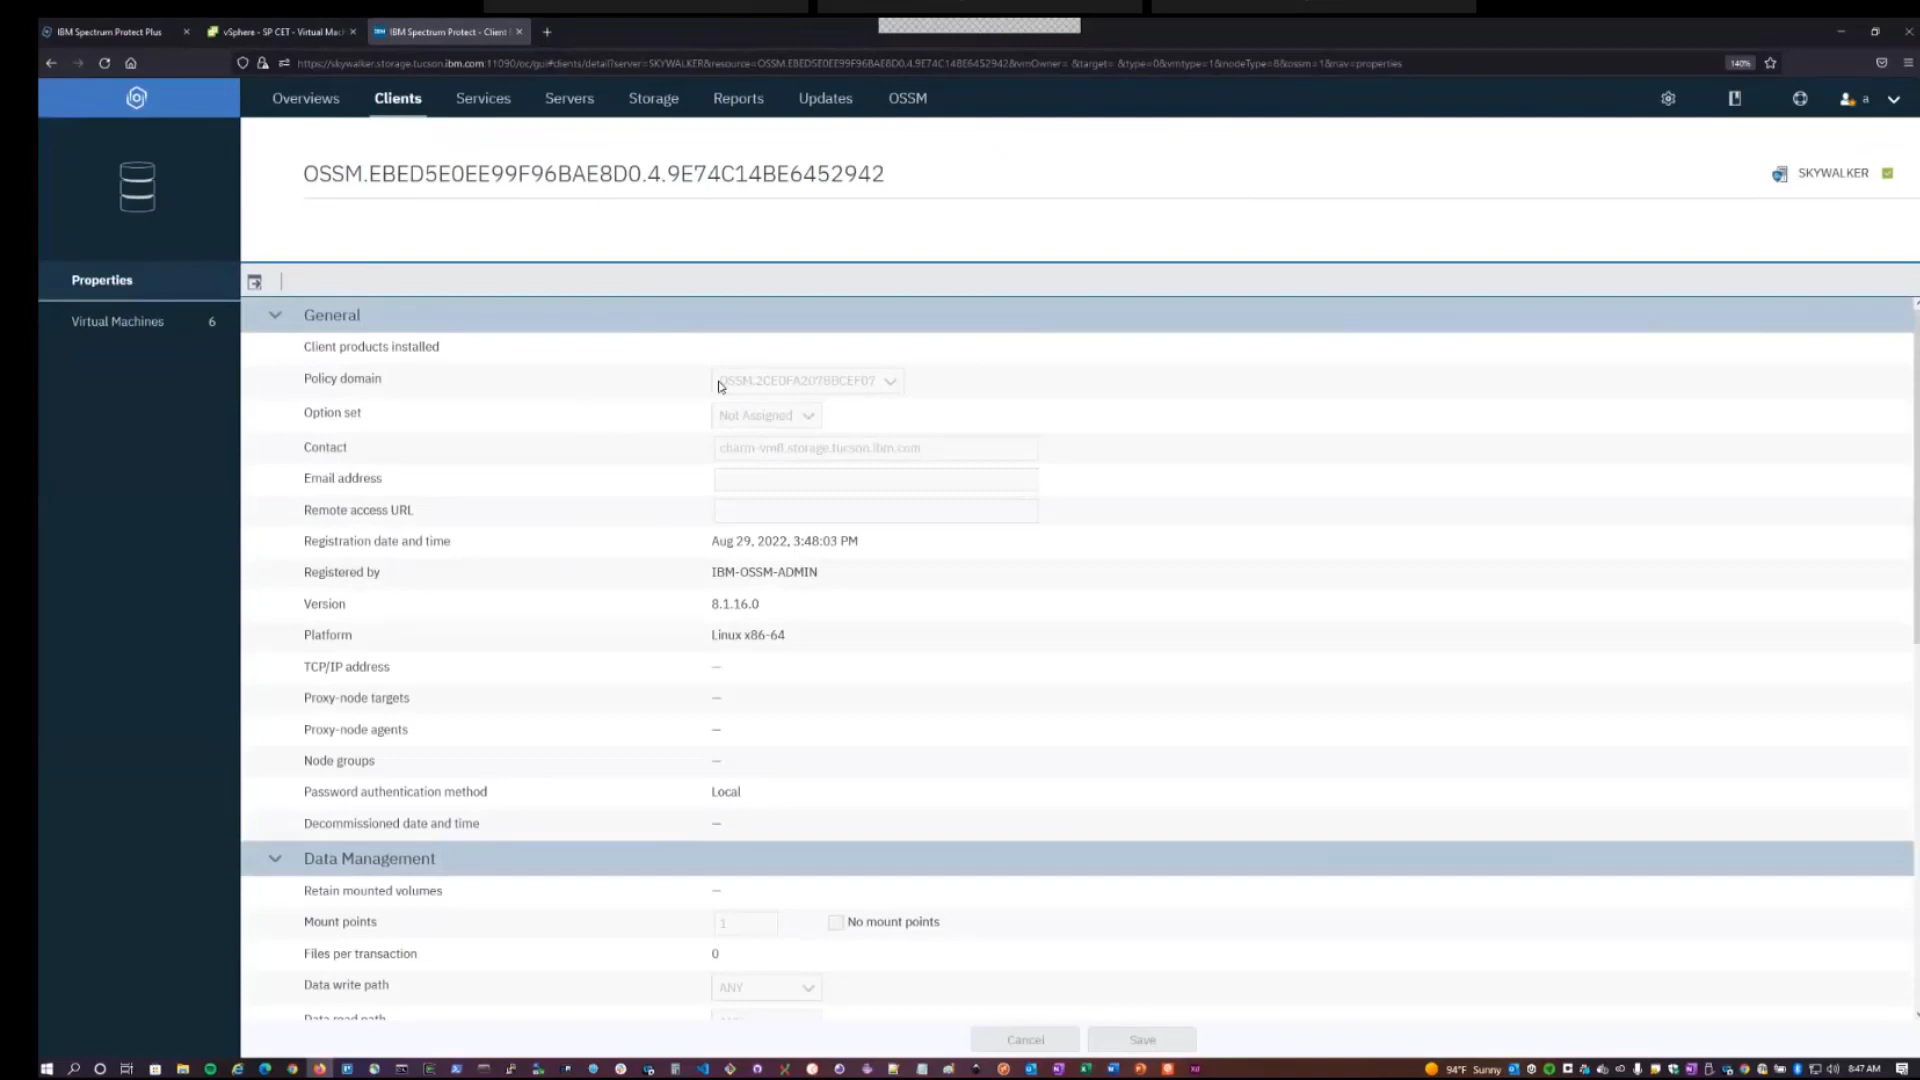 IBM Spectrum Protect Plus
vSphere - SP CET - Virtual Mac
IBM Spectrum Protect - Client
https://skywalker.storage.tucson.ibm.com:11090/oc/gui#clients/detail?server=SKYWALKER&resource=OSSM.EBED5E0EE99F96BAE8D0.4.9E74C14BE6452942&vmOwner= &target= &type=0&vmtype=1&nodeType=8&ossm=1&nav=properties
140%
Overviews
Clients
Services
Servers
Storage
Reports
Updates
OSSM
a
OSSM.EBED5E0EE99F96BAE8D0.4.9E74C14BE6452942
SKYWALKER
Properties
Virtual Machines 6
General
Client products installed
Policy domain OSSM.2CE0FA2078BCEF07
Option set Not Assigned
Contact charm-vm8.storage.tucson.ibm.com
Email address
Remote access URL
Registration date and time Aug 29, 2022, 3:48:03 PM
Registered by IBM-OSSM-ADMIN
Version 8.1.16.0
Platform Linux x86-64
TCP/IP address —
Proxy-node targets —
Proxy-node agents —
Node groups —
Password authentication method Local
Decommissioned date and time —
Data Management
Retain mounted volumes —
Mount points 1 No mount points
Files per transaction 0
Data write path ANY
Data read path
Cancel
Save
94°F Sunny
8:47 AM